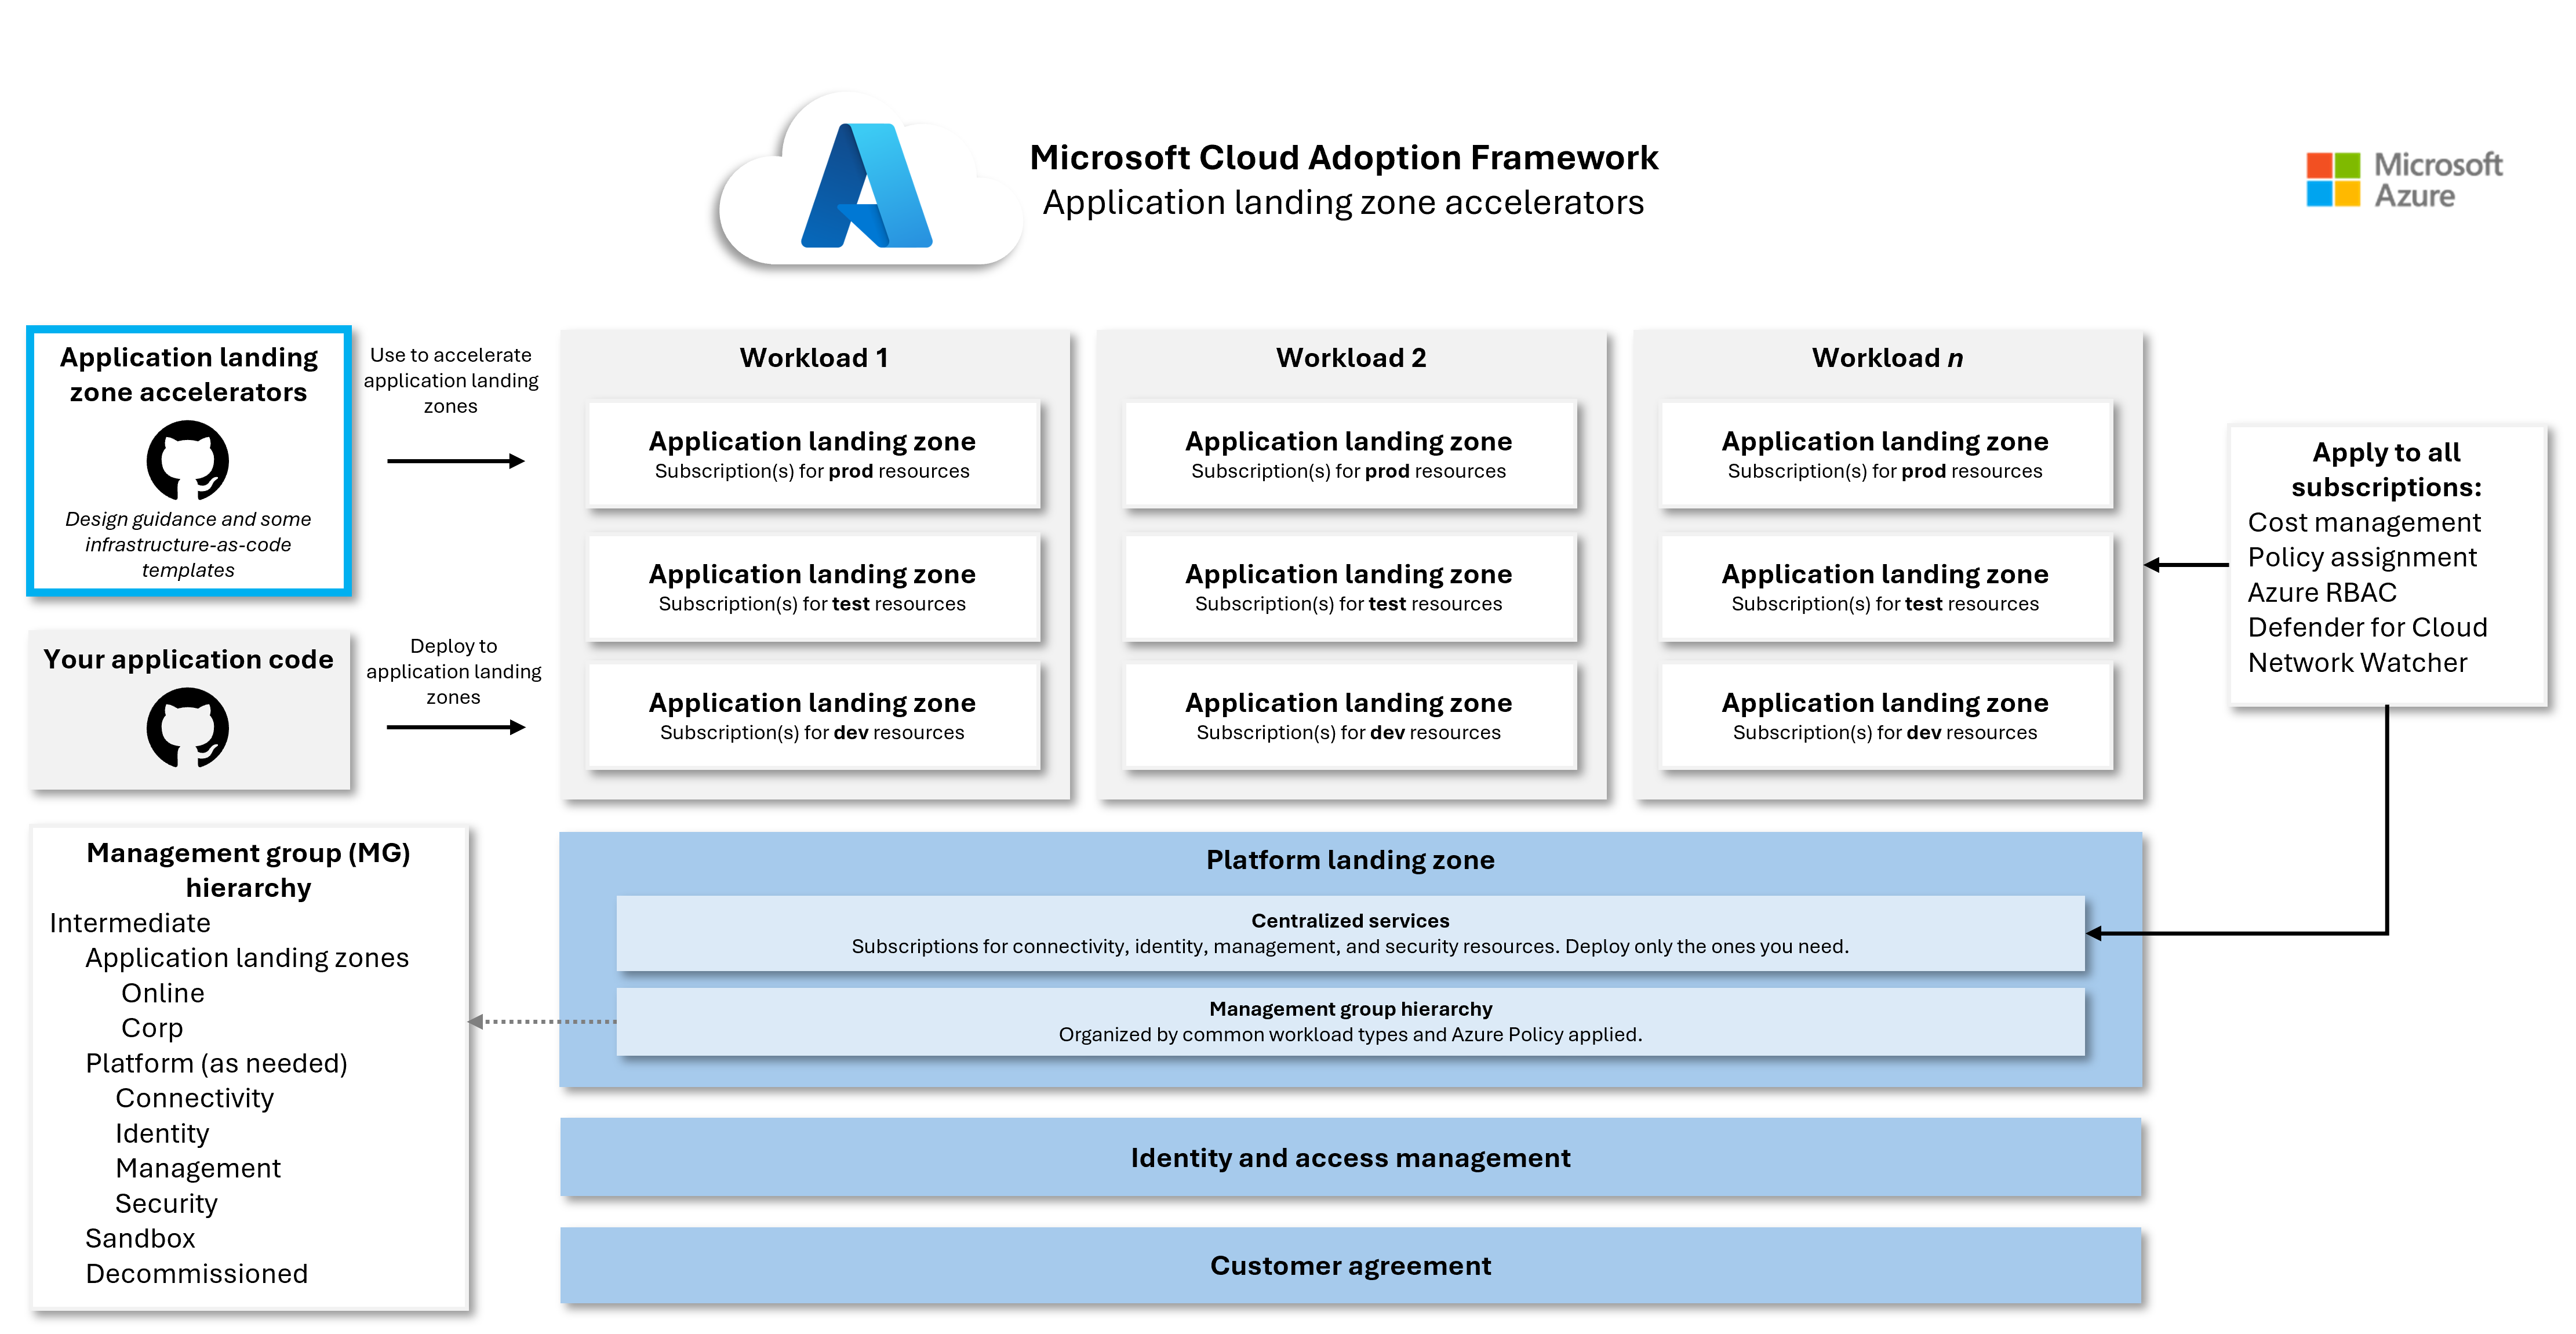 Microsoft Cloud Adoption Framework
Application landing zone accelerators
Microsoft
Azure
Application landing
zone accelerators
Design guidance and some
infrastructure-as-code
templates
Use to accelerate
application landing
zones
Your application code
Deploy to
application landing
zones
Workload 1
Application landing zone
Subscription(s) for prod resources
Application landing zone
Subscription(s) for test resources
Application landing zone
Subscription(s) for dev resources
Workload 2
Application landing zone
Subscription(s) for prod resources
Application landing zone
Subscription(s) for test resources
Application landing zone
Subscription(s) for dev resources
Workload n
Application landing zone
Subscription(s) for prod resources
Application landing zone
Subscription(s) for test resources
Application landing zone
Subscription(s) for dev resources
Apply to all
subscriptions:
Cost management
Policy assignment
Azure RBAC
Defender for Cloud
Network Watcher
Management group (MG)
hierarchy
Intermediate
Application landing zones
Online
Corp
Platform (as needed)
Connectivity
Identity
Management
Security
Sandbox
Decommissioned
Platform landing zone
Centralized services
Subscriptions for connectivity, identity, management, and security resources. Deploy only the ones you need.
Management group hierarchy
Organized by common workload types and Azure Policy applied.
Identity and access management
Customer agreement